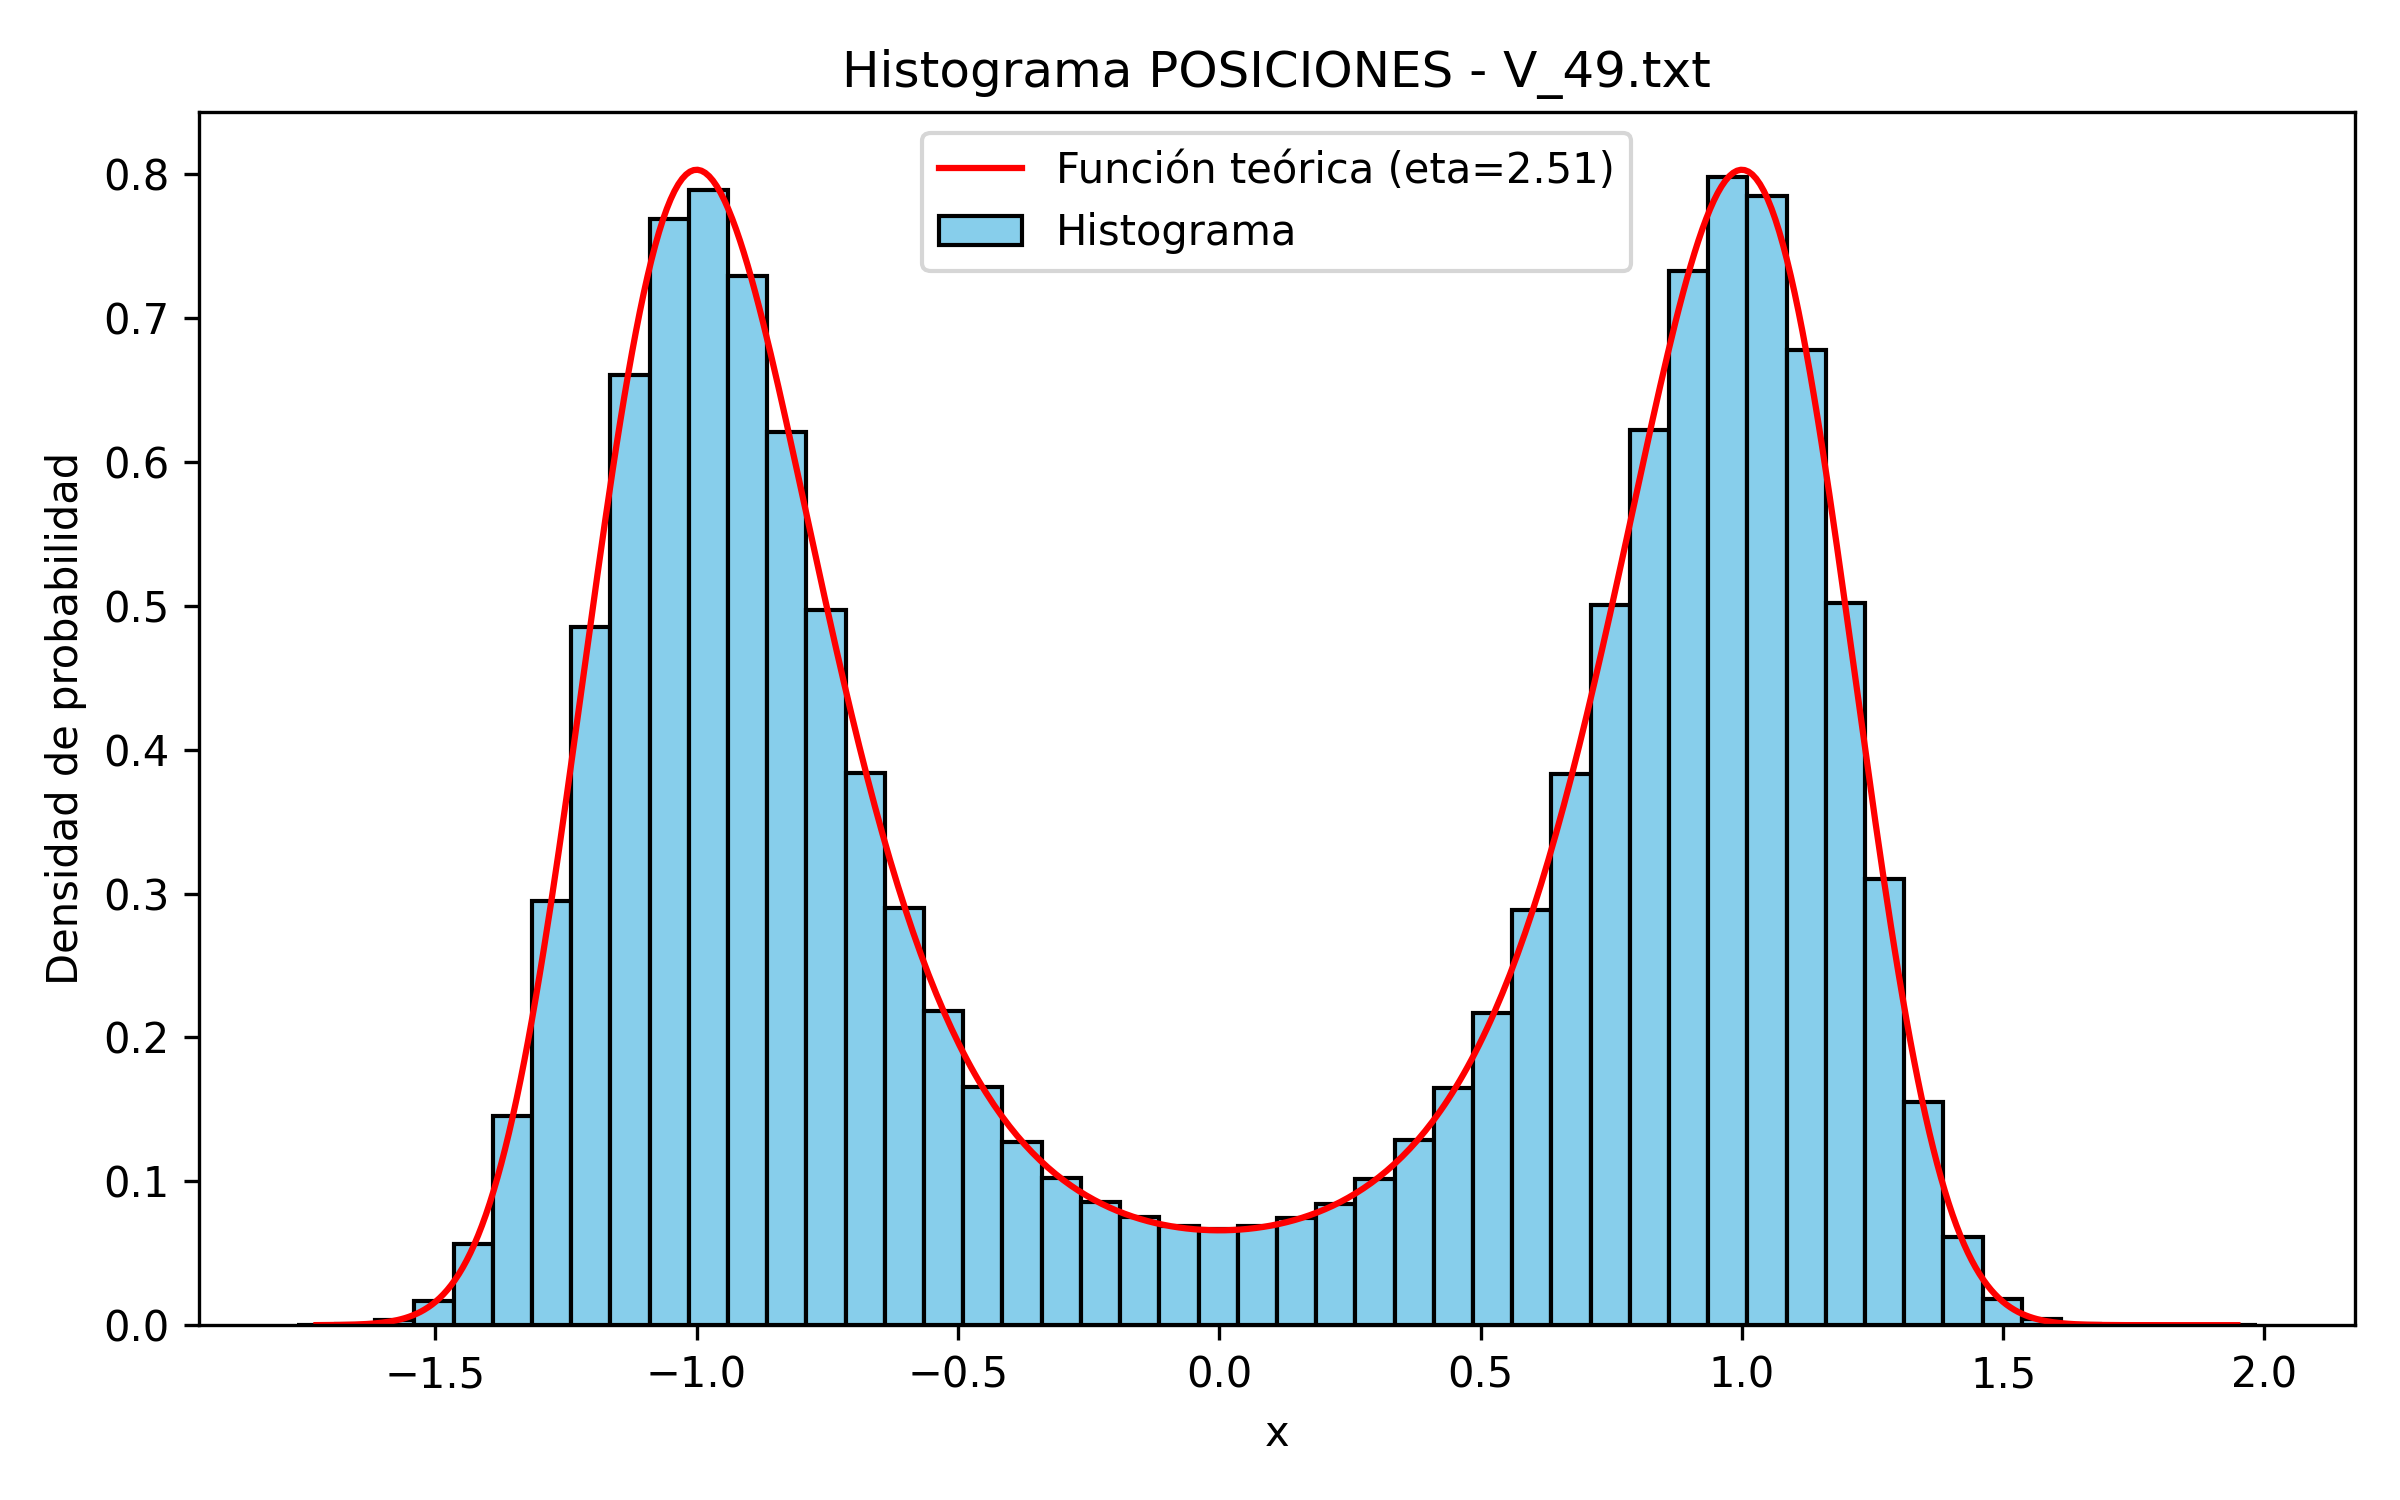 Histograma POSICIONES - V_49.txt
Función teórica (eta=2.51)
Histograma
Densidad de probabilidad
0.8
0.7
0.6
0.5
0.4
0.3
0.2
0.1
0.0
−1.5 −1.0 −0.5 0.0 0.5 1.0 1.5 2.0
x